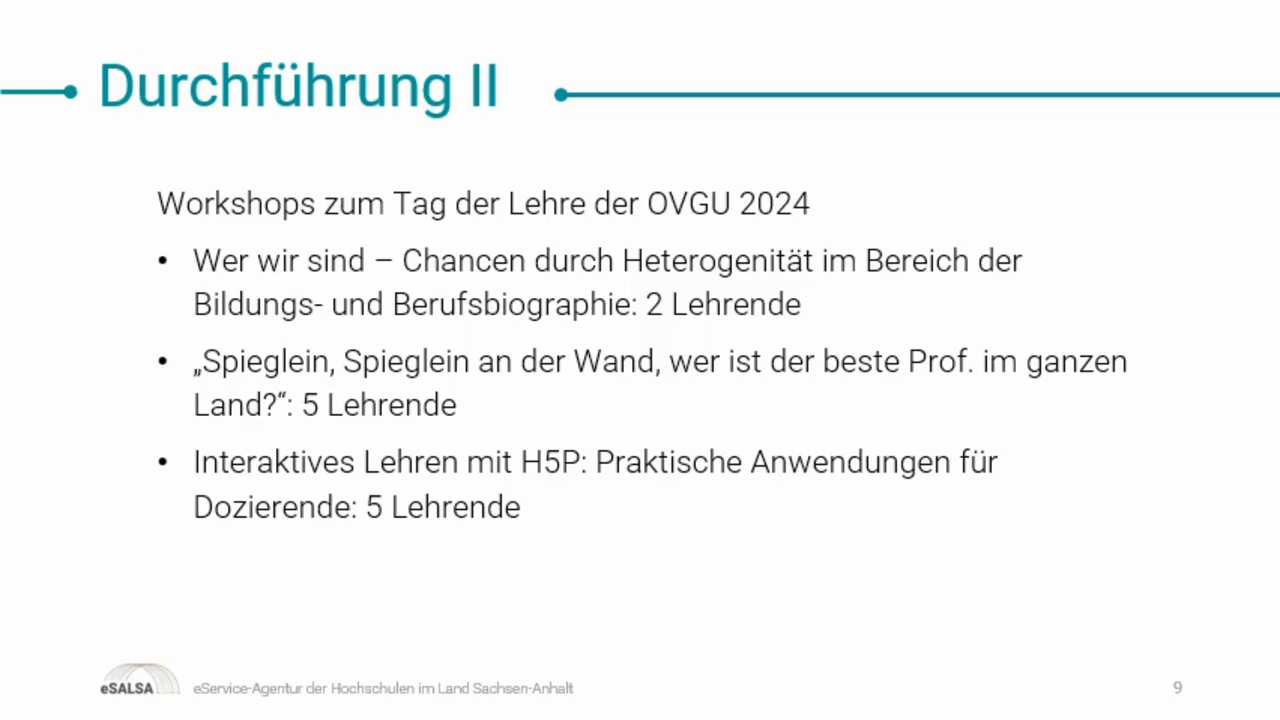 Durchführung II
Workshops zum Tag der Lehre der OVGU 2024
• Wer wir sind – Chancen durch Heterogenität im Bereich der
Bildungs- und Berufsbiographie: 2 Lehrende
• „Spieglein, Spieglein an der Wand, wer ist der beste Prof. im ganzen
Land?“: 5 Lehrende
• Interaktives Lehren mit H5P: Praktische Anwendungen für
Dozierende: 5 Lehrende
eSALSA eService-Agentur der Hochschulen im Land Sachsen-Anhalt 9